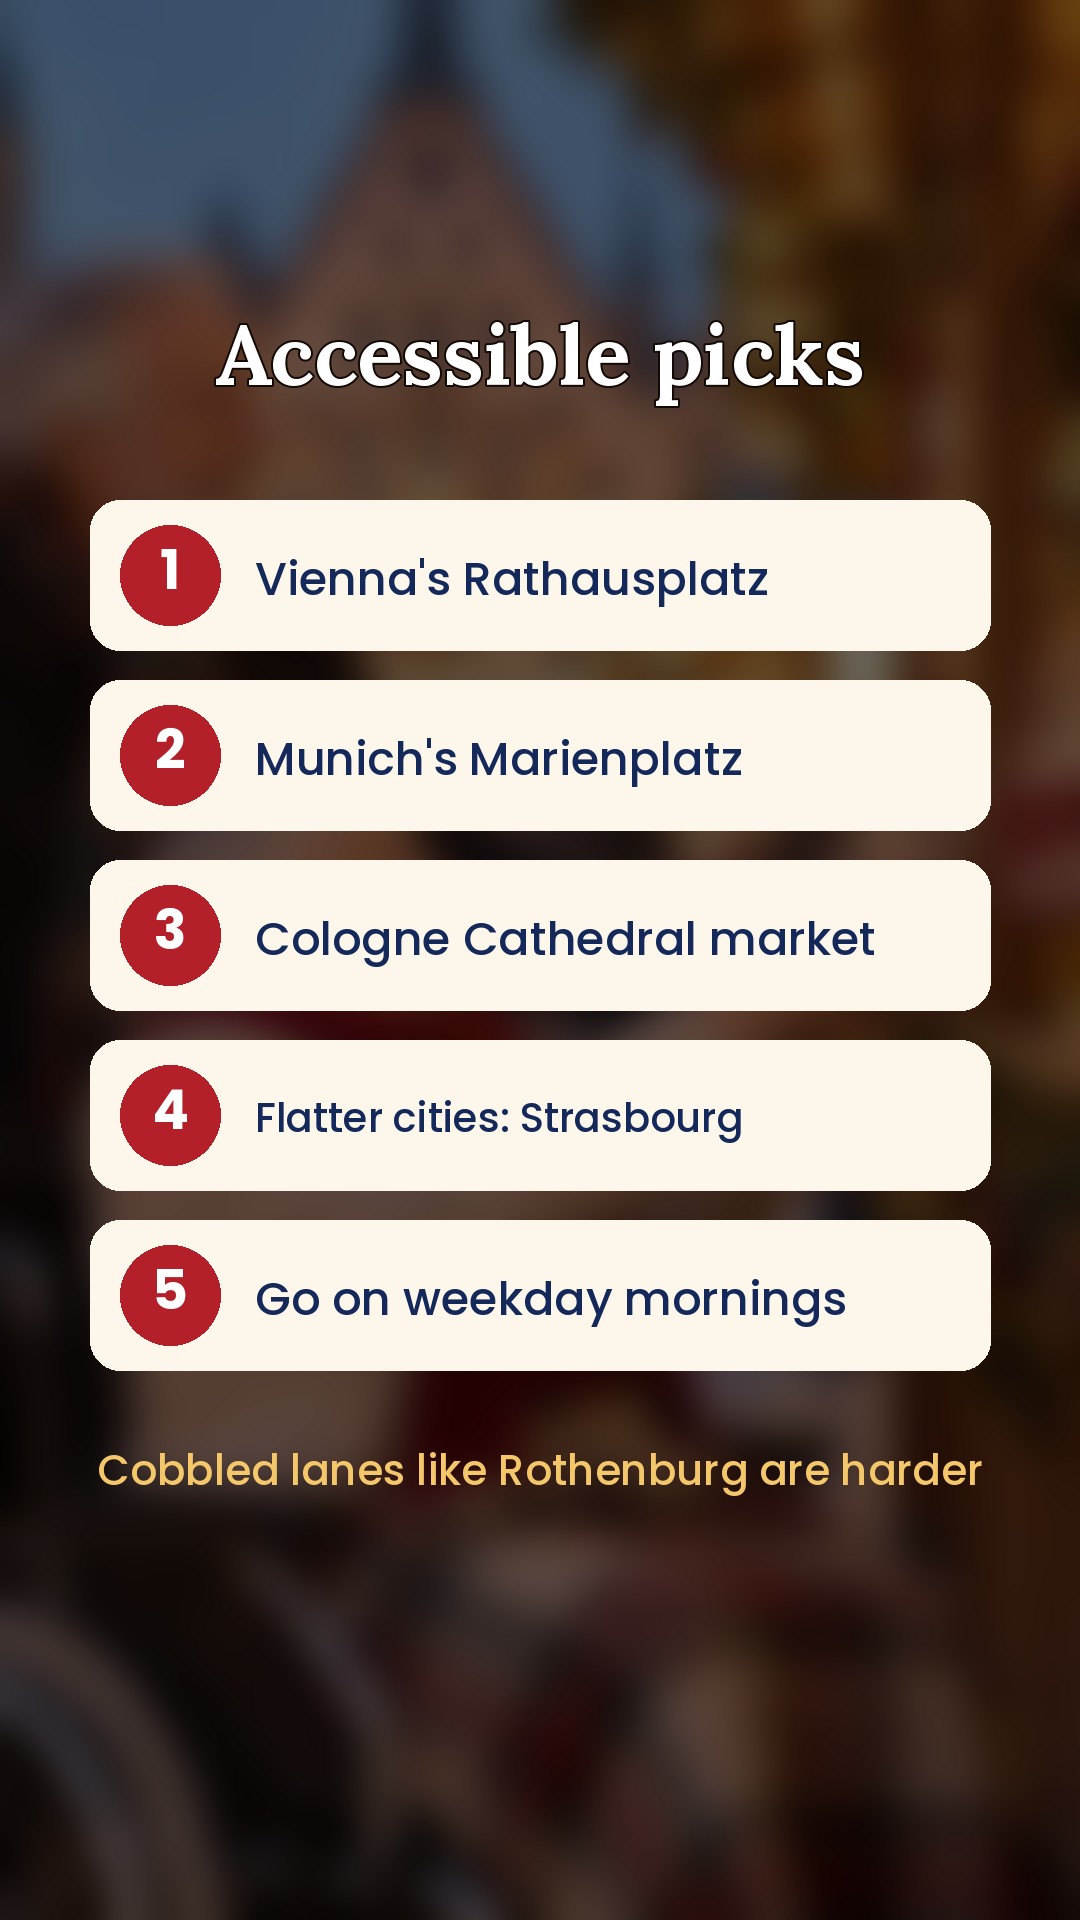 Accessible picks
1 Vienna's Rathausplatz
2 Munich's Marienplatz
3 Cologne Cathedral market
4 Flatter cities: Strasbourg
5 Go on weekday mornings
Cobbled lanes like Rothenburg are harder